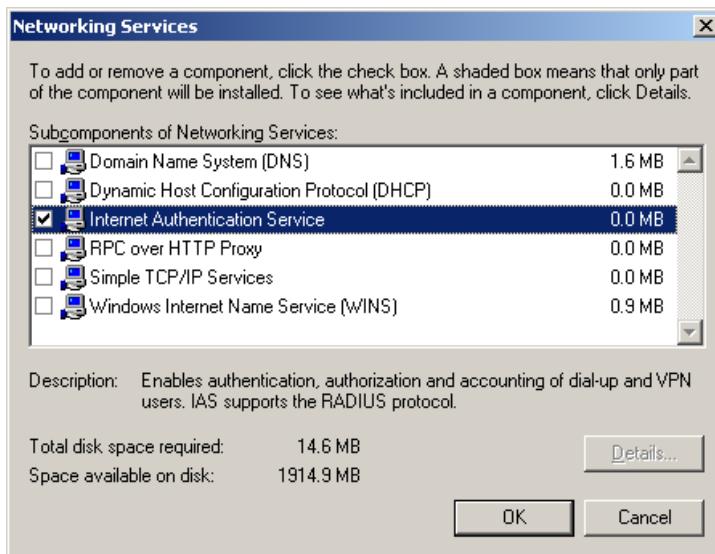 Networking Services
To add or remove a component, click the check box. A shaded box means that only part
of the component will be installed. To see what's included in a component, click Details.
Subcomponents of Networking Services:
Domain Name System (DNS) 1.6 MB
Dynamic Host Configuration Protocol (DHCP) 0.0 MB
Internet Authentication Service 0.0 MB
RPC over HTTP Proxy 0.0 MB
Simple TCP/IP Services 0.0 MB
Windows Internet Name Service (WINS) 0.9 MB
Description: Enables authentication, authorization and accounting of dial-up and VPN
users. IAS supports the RADIUS protocol.
Total disk space required: 14.6 MB
Space available on disk: 1914.9 MB
Details...
OK Cancel